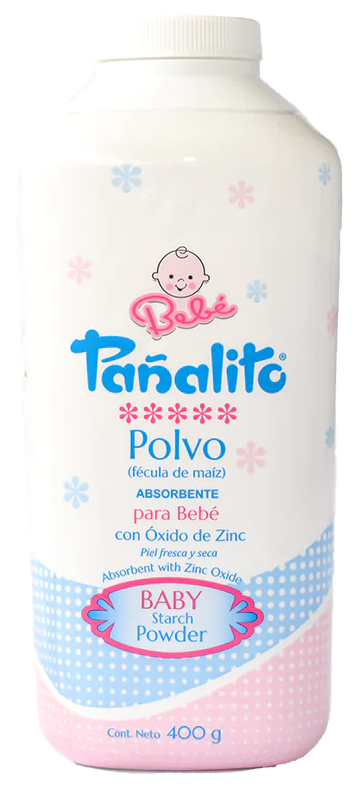 Bebé
Pañalito®
*****
Polvo
(fécula de maíz)
ABSORBENTE
para Bebé
con Óxido de Zinc
Piel fresca y seca
Absorbent with Zinc Oxide
BABY
Starch
Powder
Cont. Neto 400 g